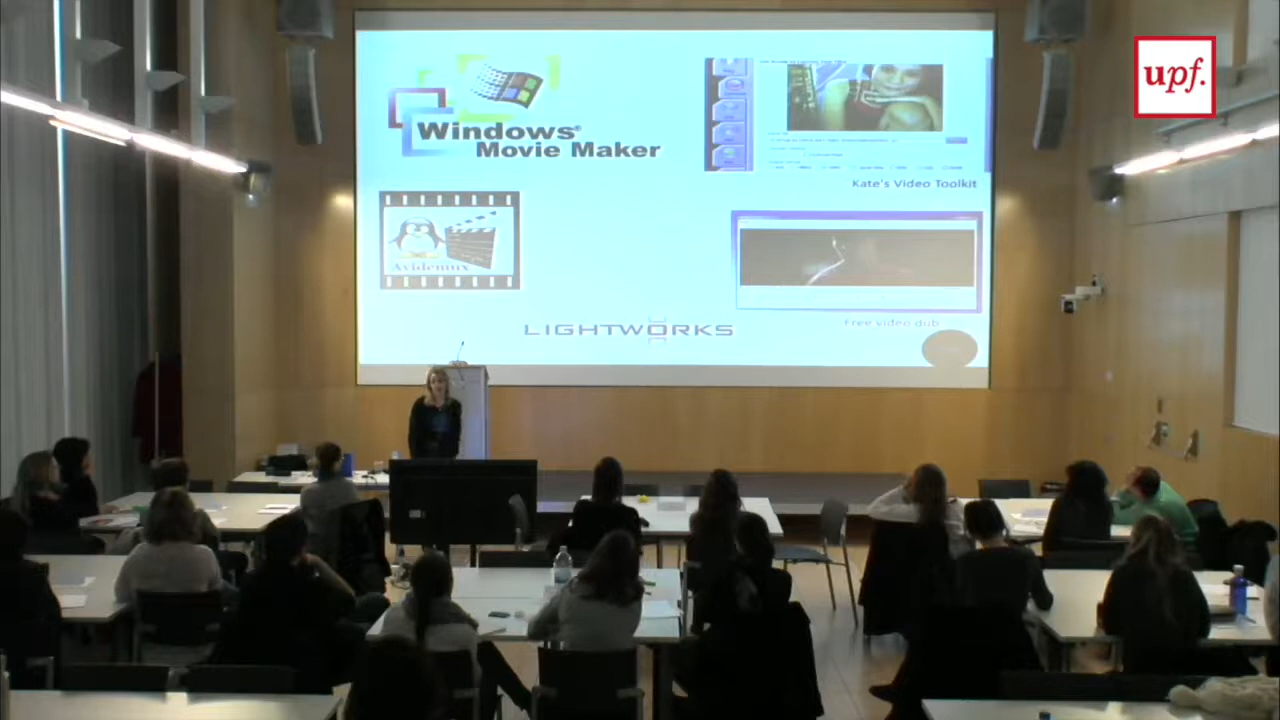 upf.
Windows®
Movie Maker
Kate's Video Toolkit
Avidemux
LIGHTWORKS
Free video dub